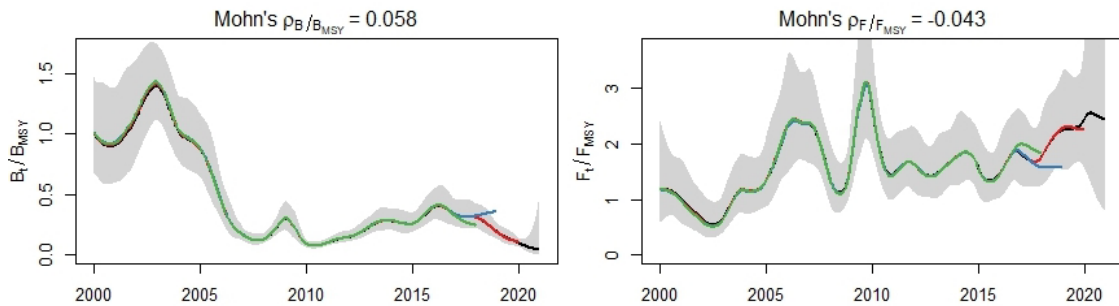 Mohn's ρB/BMSY = 0.058
Bt / BMSY
1.5
1.0
0.5
0.0
2000 2005 2010 2015 2020
Mohn's ρF/FMSY = -0.043
Ft / FMSY
3
2
1
0
2000 2005 2010 2015 2020